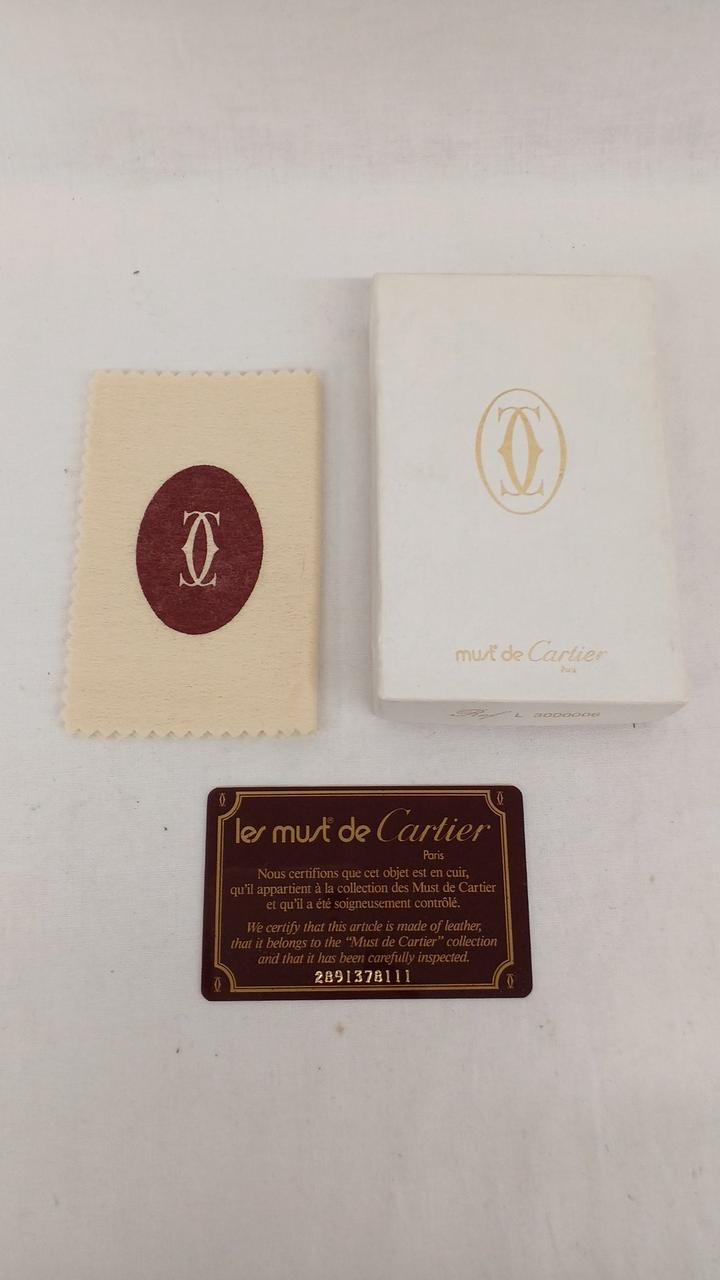 must de Cartier
Paris
Ref L 3000006
les must® de Cartier
Paris
Nous certifions que cet objet est en cuir,
qu'il appartient à la collection des Must de Cartier
et qu'il a été soigneusement contrôlé.
We certify that this article is made of leather,
that it belongs to the “Must de Cartier” collection
and that it has been carefully inspected.
2891378111